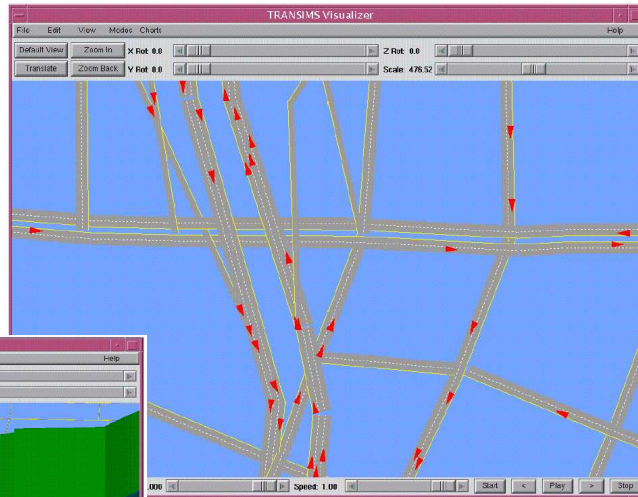 TRANSIMS Visualizer
File Edit View Modes Charts Help
Default View Zoom In X Rot 0.0 Z Rot 0.0
Translate Zoom Back Y Rot 0.0 Scale: 476.52
Help
.000 Speed: 1.00 Start < Play > Stop